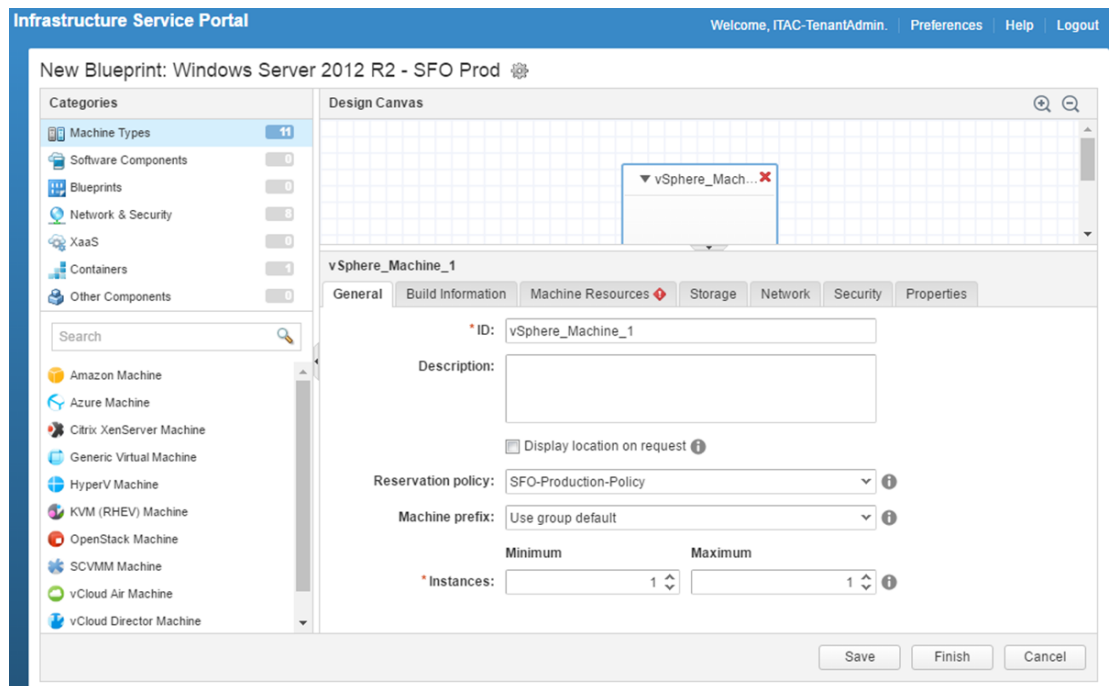 Infrastructure Service Portal
Welcome, ITAC-TenantAdmin. Preferences Help Logout
New Blueprint: Windows Server 2012 R2 - SFO Prod
Categories
Machine Types 11
Software Components 0
Blueprints 0
Network & Security 8
XaaS 0
Containers 1
Other Components 0
Search
Amazon Machine
Azure Machine
Citrix XenServer Machine
Generic Virtual Machine
HyperV Machine
KVM (RHEV) Machine
OpenStack Machine
SCVMM Machine
vCloud Air Machine
vCloud Director Machine
Design Canvas
vSphere_Mach...
vSphere_Machine_1
General Build Information Machine Resources Storage Network Security Properties
* ID: vSphere_Machine_1
Description:
Display location on request
Reservation policy: SFO-Production-Policy
Machine prefix: Use group default
Minimum Maximum
* Instances: 1 1
Save Finish Cancel